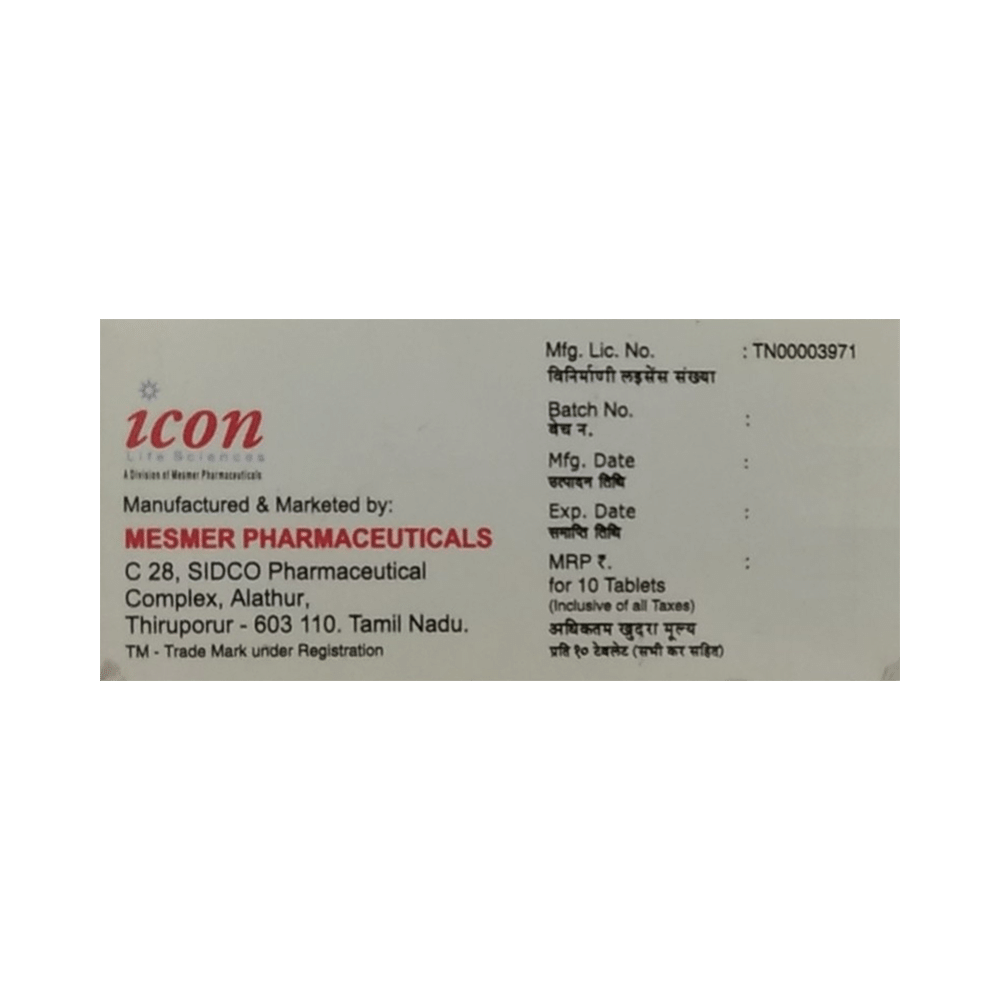 icon
Life Sciences
A Division of Mesmer Pharmaceuticals
Manufactured & Marketed by:
MESMER PHARMACEUTICALS
C 28, SIDCO Pharmaceutical
Complex, Alathur,
Thiruporur - 603 110. Tamil Nadu.
TM - Trade Mark under Registration
Mfg. Lic. No. : TN00003971
विनिर्माणी लइसेंस संख्या
Batch No. :
बेच न.
Mfg. Date :
उत्पादन तिथि
Exp. Date :
समाप्ति तिथि
MRP ₹. :
for 10 Tablets
(Inclusive of all Taxes)
अधिकतम खुदरा मूल्य
प्रति १० टेबलेट (सभी कर सहित)